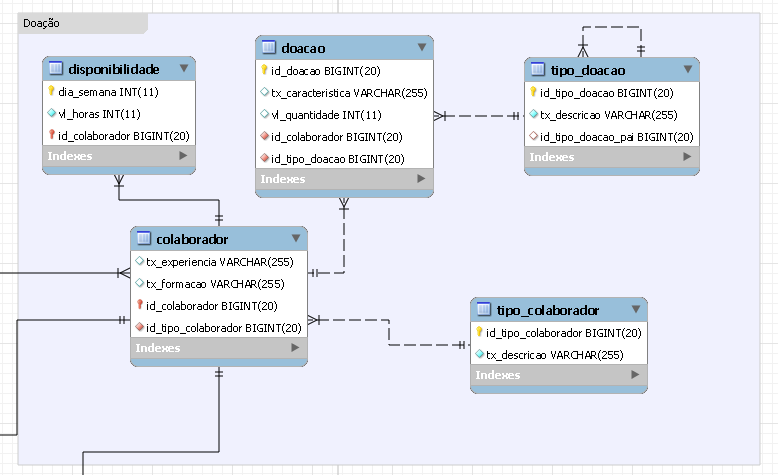 Doação
disponibilidade
dia_semana INT(11)
vl_horas INT(11)
id_colaborador BIGINT(20)
Indexes
doacao
id_doacao BIGINT(20)
tx_caracteristica VARCHAR(255)
vl_quantidade INT(11)
id_colaborador BIGINT(20)
id_tipo_doacao BIGINT(20)
Indexes
tipo_doacao
id_tipo_doacao BIGINT(20)
tx_descricao VARCHAR(255)
id_tipo_doacao_pai BIGINT(20)
Indexes
colaborador
tx_experiencia VARCHAR(255)
tx_formacao VARCHAR(255)
id_colaborador BIGINT(20)
id_tipo_colaborador BIGINT(20)
Indexes
tipo_colaborador
id_tipo_colaborador BIGINT(20)
tx_descricao VARCHAR(255)
Indexes